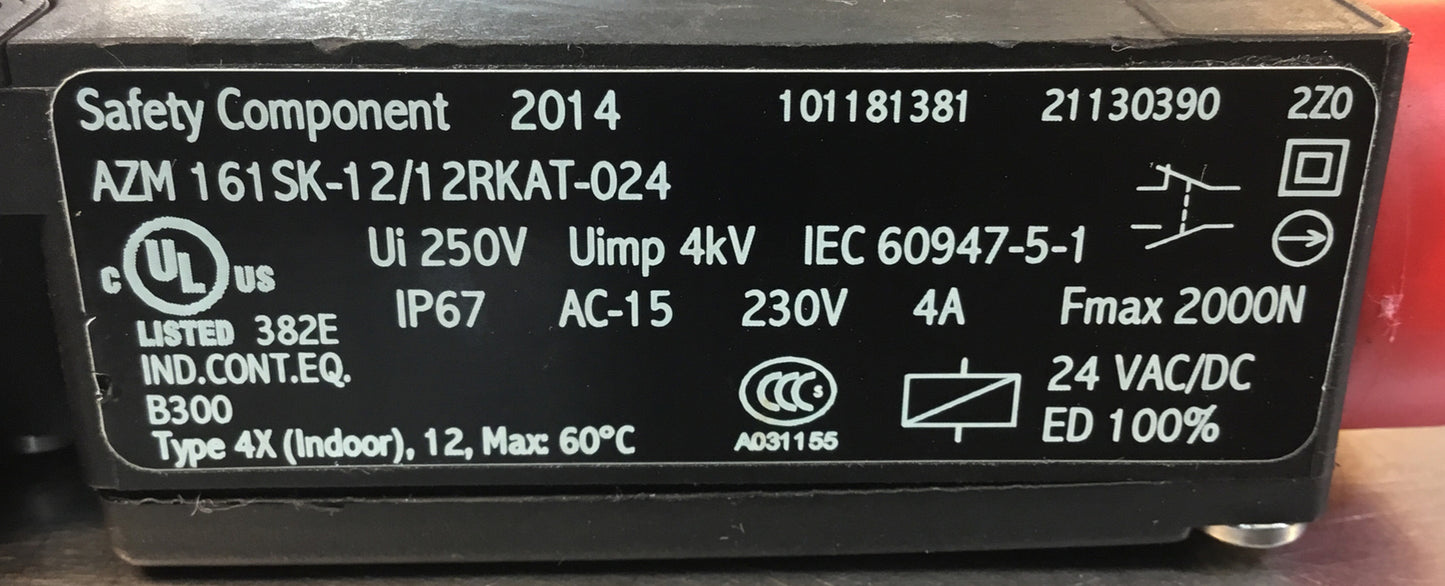 Safety Component 2014 101181381 21130390 2Z0
AZM 161SK-12/12RKAT-024
Ui 250V Uimp 4kV IEC 60947-5-1
C UL US
IP67 AC-15 230V 4A Fmax 2000N
LISTED 382E
IND.CONT.EQ.
B300
Type 4X (Indoor), 12, Max: 60°C
CCC S
A031155
24 VAC/DC
ED 100%